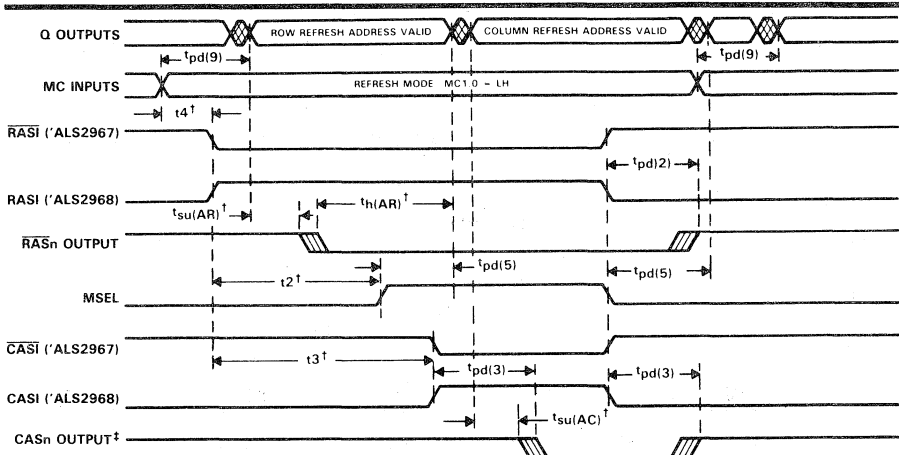 Q OUTPUTS
ROW REFRESH ADDRESS VALID
COLUMN REFRESH ADDRESS VALID
tpd(9)
tpd(9)
MC INPUTS
REFRESH MODE MC1.0 - LH
t4†
RASI ('ALS2967)
tpd)2)
RASI ('ALS2968)
tsu(AR)†
th(AR)†
RASn OUTPUT
t2†
tpd(5)
tpd(5)
MSEL
CASI ('ALS2967)
t3†
tpd(3)
tpd(3)
CASI ('ALS2968)
tsu(AC)†
CASn OUTPUT‡